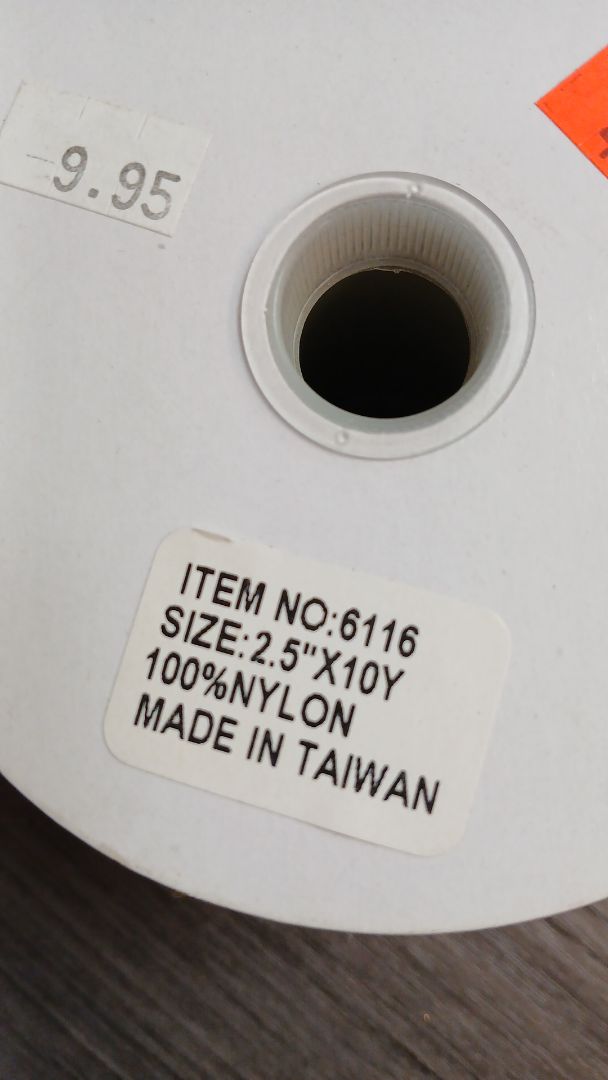 9.95
ITEM NO:6116
SIZE:2.5"X10Y
100%NYLON
MADE IN TAIWAN